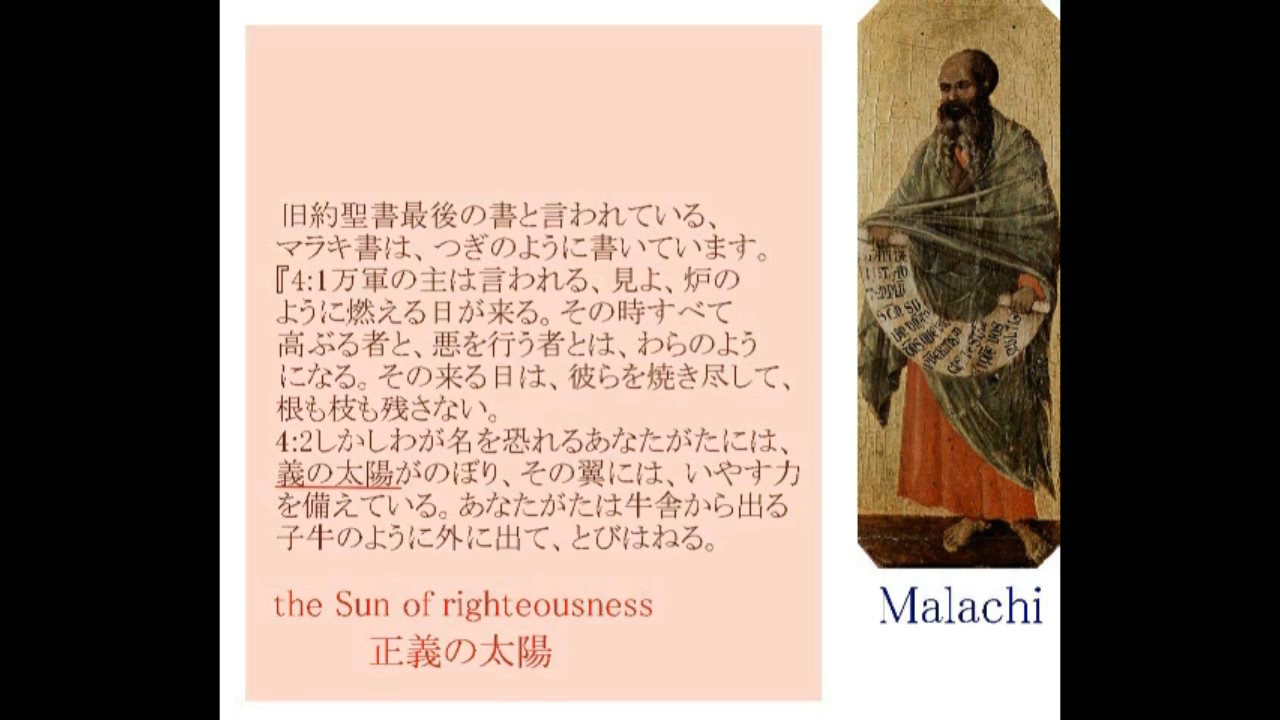 旧約聖書最後の書と言われている、
マラキ書は、つぎのように書いています。
『4:1万軍の主は言われる、見よ、炉の
ように燃える日が来る。その時すべて
高ぶる者と、悪を行う者とは、わらのよう
になる。その来る日は、彼らを焼き尽して、
根も枝も残さない。
4:2しかしわが名を恐れるあなたがたには、
義の太陽がのぼり、その翼には、いやす力
を備えている。あなたがたは牛舎から出る
子牛のように外に出て、とびはねる。
the Sun of righteousness
正義の太陽
Malachi